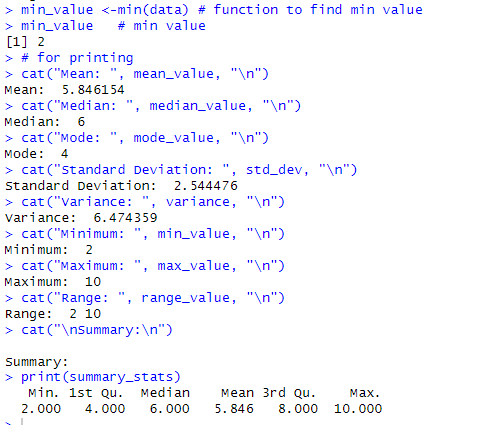 > min_value <-min(data) # function to find min value
> min_value   # min value
[1] 2
> # for printing
> cat("Mean: ", mean_value, "\n")
Mean:  5.846154
> cat("Median: ", median_value, "\n")
Median:  6
> cat("Mode: ", mode_value, "\n")
Mode:  4
> cat("Standard Deviation: ", std_dev, "\n")
Standard Deviation:  2.544476
> cat("Variance: ", variance, "\n")
Variance:  6.474359
> cat("Minimum: ", min_value, "\n")
Minimum:  2
> cat("Maximum: ", max_value, "\n")
Maximum:  10
> cat("Range: ", range_value, "\n")
Range:  2 10
> cat("\nSummary:\n")

Summary:
> print(summary_stats)
   Min. 1st Qu.  Median    Mean 3rd Qu.    Max.
  2.000   4.000   6.000   5.846   8.000  10.000
>